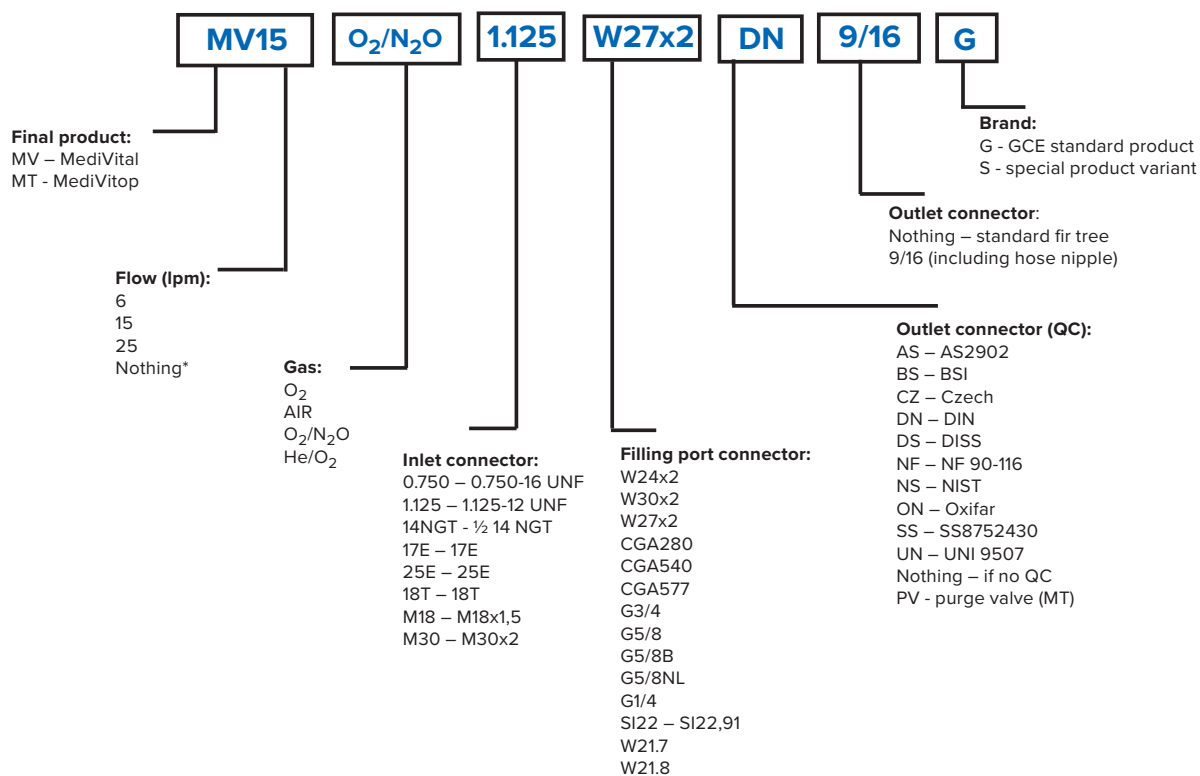 MV15 O₂/N₂O 1.125 W27x2 DN 9/16 G
Final product:
MV – MediVital
MT - MediVitop
Flow (lpm):
6
15
25
Nothing*
Gas:
O₂
AIR
O₂/N₂O
He/O₂
Inlet connector:
0.750 – 0.750-16 UNF
1.125 – 1.125-12 UNF
14NGT - ½ 14 NGT
17E – 17E
25E – 25E
18T – 18T
M18 – M18x1,5
M30 – M30x2
Filling port connector:
W24x2
W30x2
W27x2
CGA280
CGA540
CGA577
G3/4
G5/8
G5/8B
G5/8NL
G1/4
SI22 – SI22,91
W21.7
W21.8
Outlet connector (QC):
AS – AS2902
BS – BSI
CZ – Czech
DN – DIN
DS – DISS
NF – NF 90-116
NS – NIST
ON – Oxifar
SS – SS8752430
UN – UNI 9507
Nothing – if no QC
PV - purge valve (MT)
Outlet connector:
Nothing – standard fir tree
9/16 (including hose nipple)
Brand:
G - GCE standard product
S - special product variant